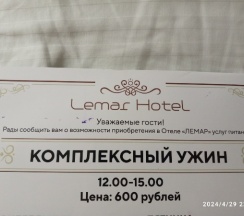 Lemar Hotel
Уважаемые гости!
Рады сообщить вам о возможности приобретения в Отеле «ЛЕМАР» услуг
КОМПЛЕКСНЫЙ УЖИН
12.00-15.00
Цена: 600 рублей
2024/4/29